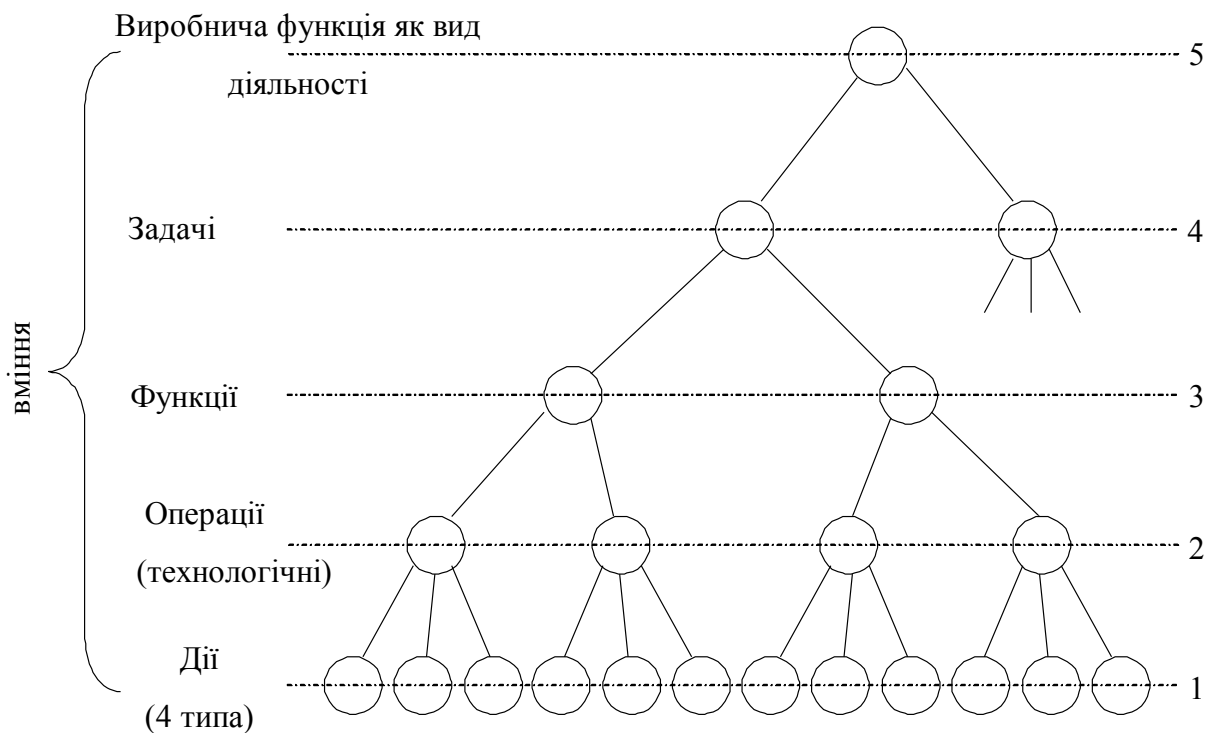 Виробнича функція як вид
діяльності
5
Задачі
4
вміння
Функції
3
Операції
(технологічні)
2
Дії
(4 типа)
1